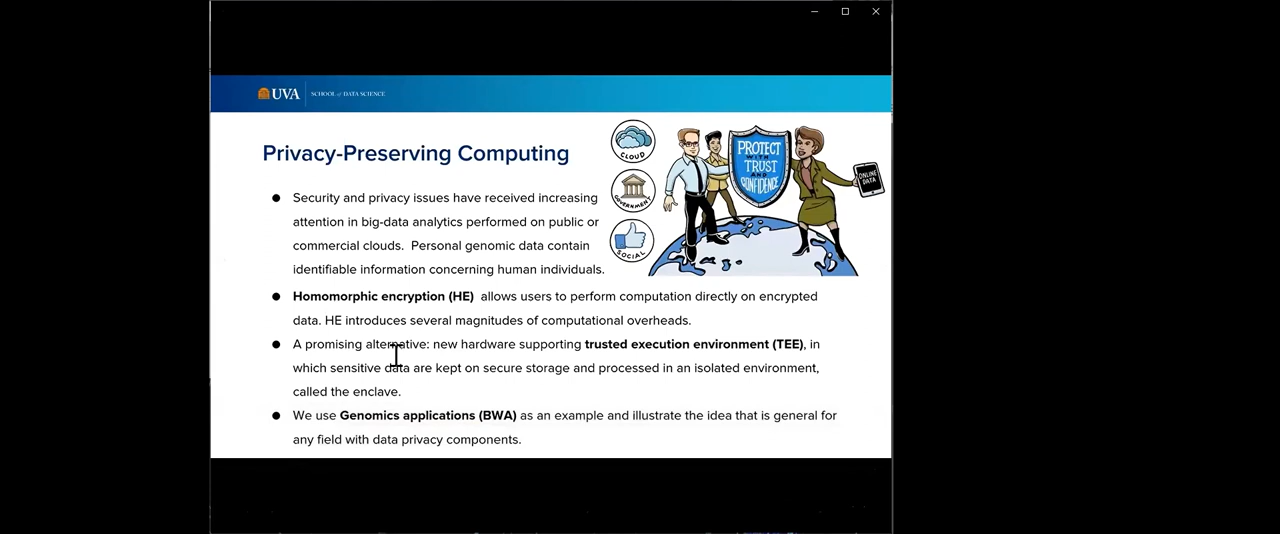 UVA SCHOOL of DATA SCIENCE
Privacy-Preserving Computing
● Security and privacy issues have received increasing
attention in big-data analytics performed on public or
commercial clouds. Personal genomic data contain
identifiable information concerning human individuals.
● Homomorphic encryption (HE) allows users to perform computation directly on encrypted
data. HE introduces several magnitudes of computational overheads.
● A promising alternative: new hardware supporting trusted execution environment (TEE), in
which sensitive data are kept on secure storage and processed in an isolated environment,
called the enclave.
● We use Genomics applications (BWA) as an example and illustrate the idea that is general for
any field with data privacy components.
CLOUD
GOVERNMENT
SOCIAL
PROTECT
WITH
TRUST
AND
CONFIDENCE
ONLINE
DATA